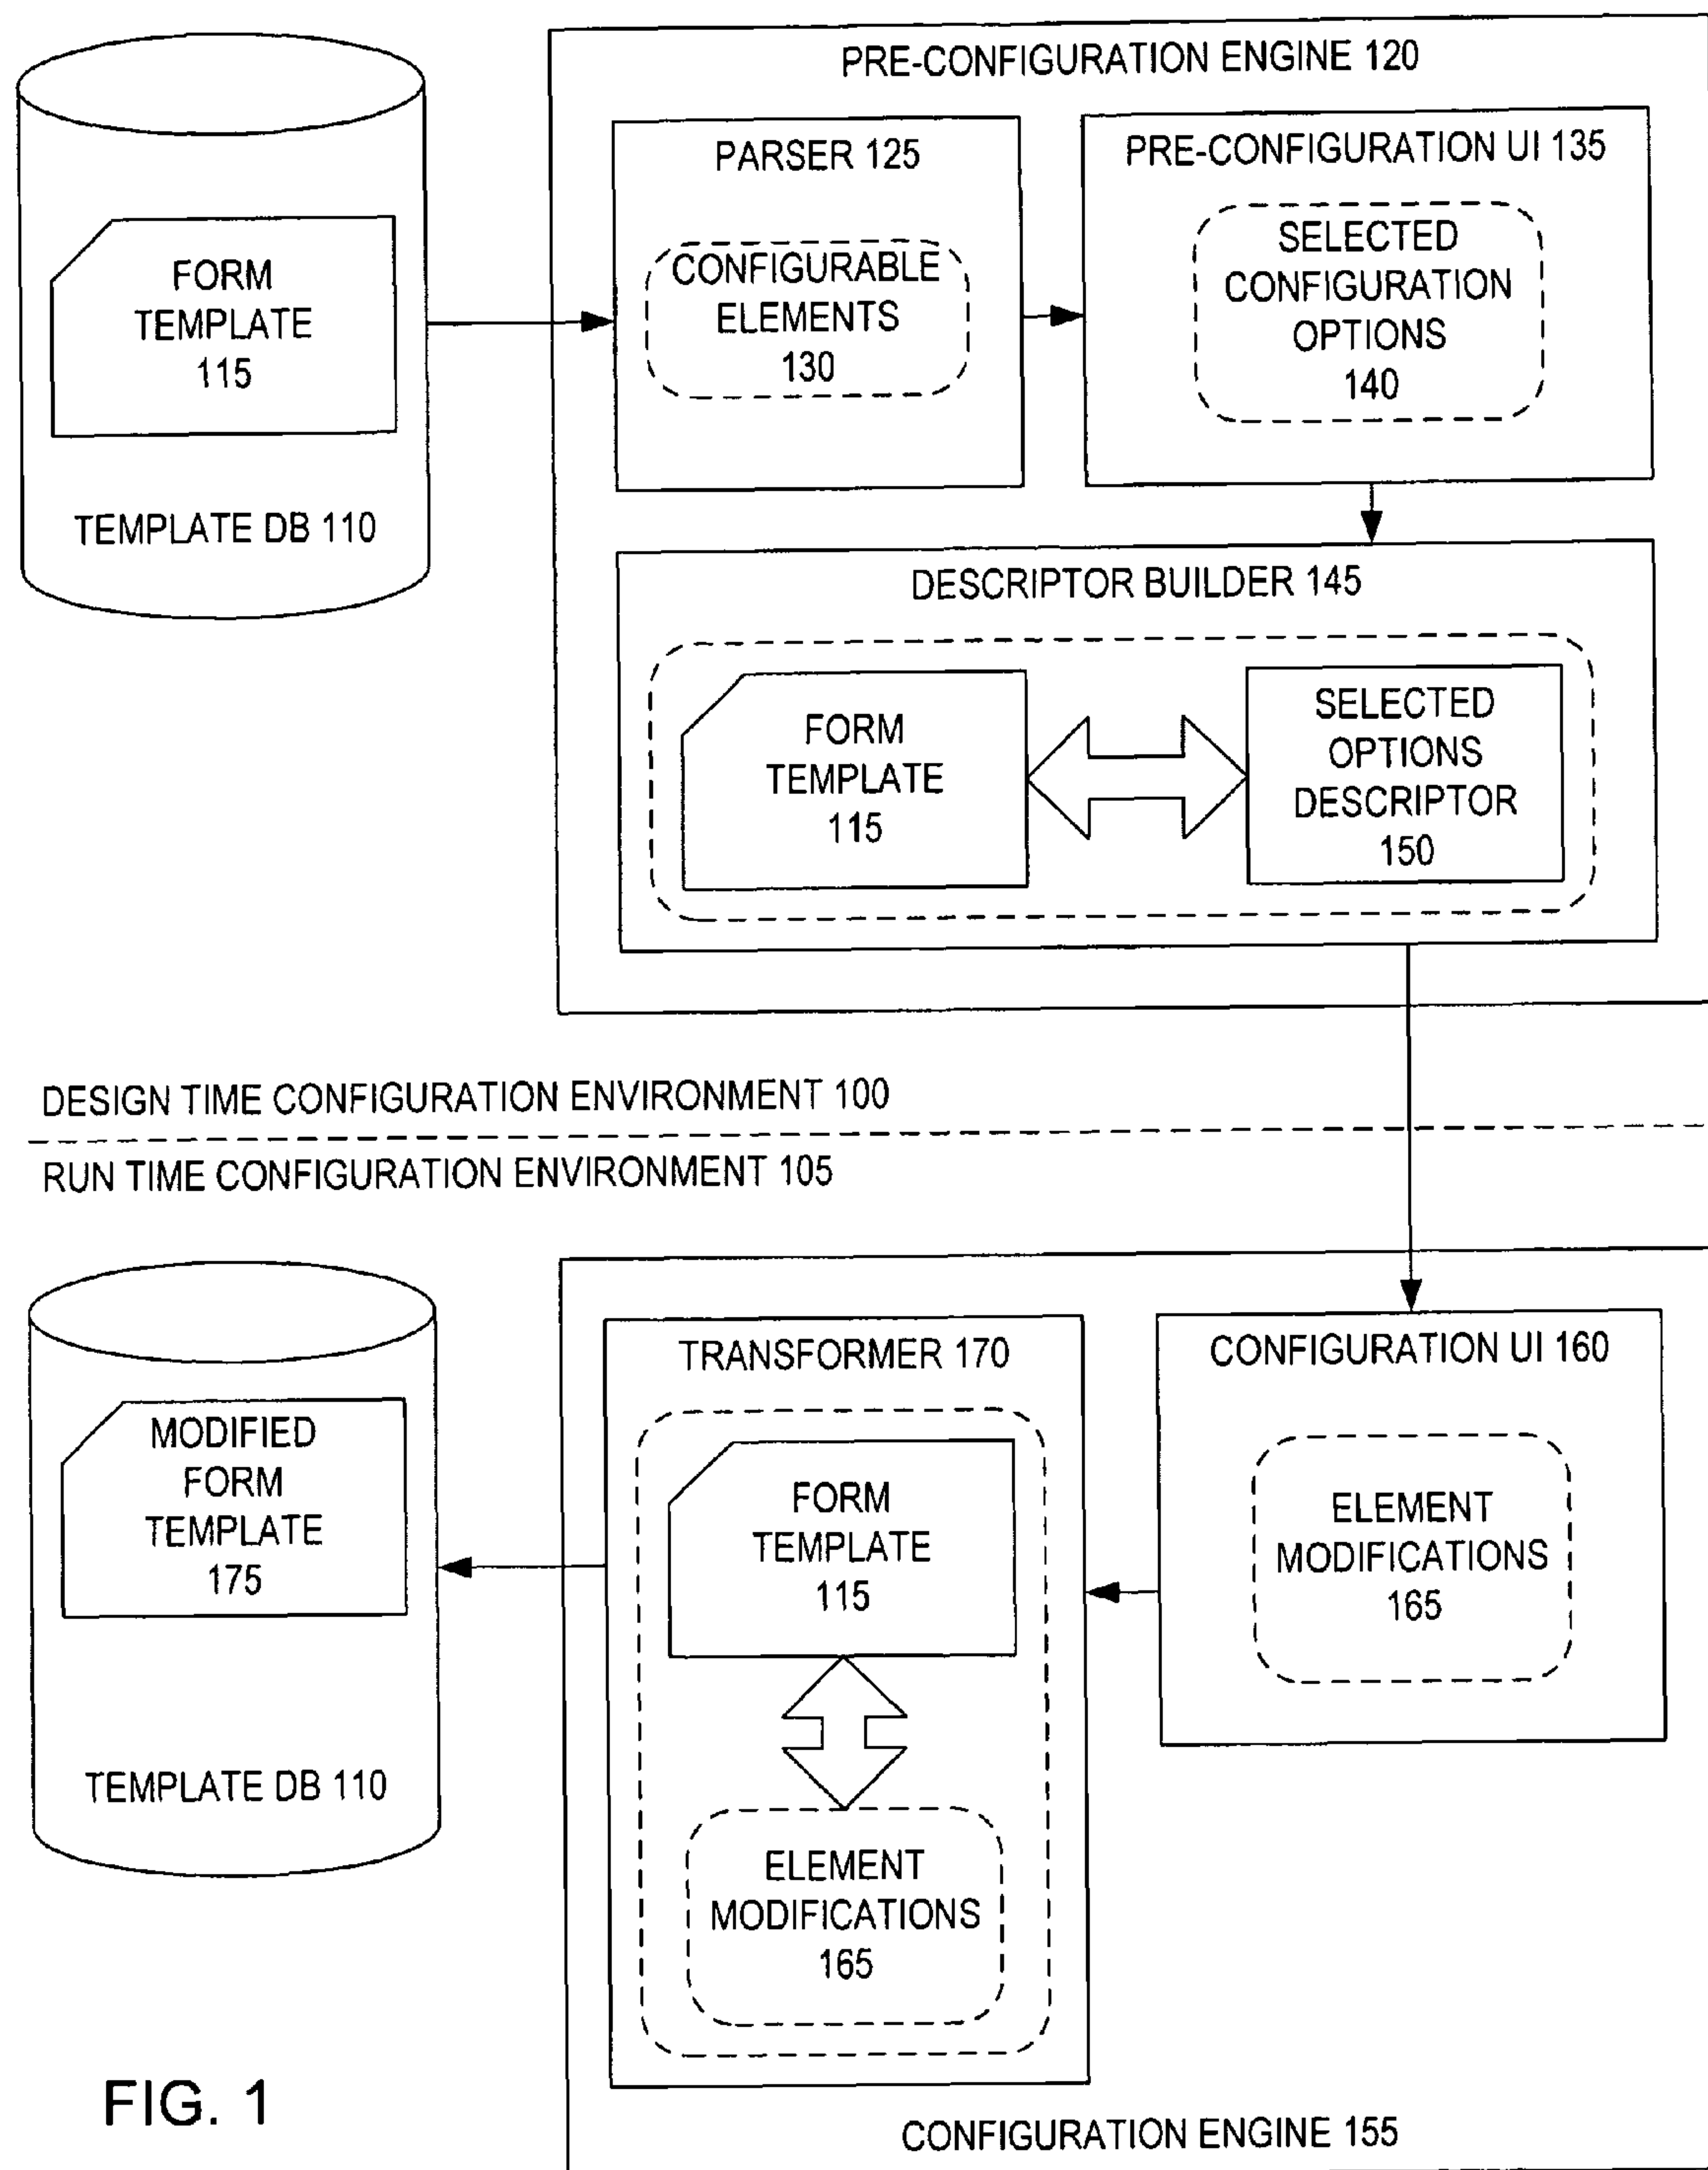 PRE-CONFIGURATION ENGINE 120
PARSER 125
PRE-CONFIGURATION UI 135
FORM
TEMPLATE
115
TEMPLATE DB 110
CONFIGURABLE
ELEMENTS
130
SELECTED
CONFIGURATION
OPTIONS
140
DESCRIPTOR BUILDER 145
FORM
TEMPLATE
115
SELECTED
OPTIONS
DESCRIPTOR
150
DESIGN TIME CONFIGURATION ENVIRONMENT 100
RUN TIME CONFIGURATION ENVIRONMENT 105
MODIFIED
FORM
TEMPLATE
175
TEMPLATE DB 110
TRANSFORMER 170
FORM
TEMPLATE
115
ELEMENT
MODIFICATIONS
165
CONFIGURATION UI 160
ELEMENT
MODIFICATIONS
165
CONFIGURATION ENGINE 155
FIG. 1